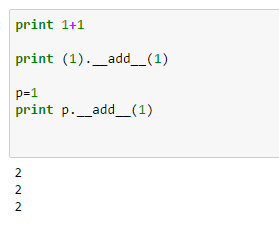 print 1+1
print (1).__add__(1)
p=1
print p.__add__(1)
2
2
2